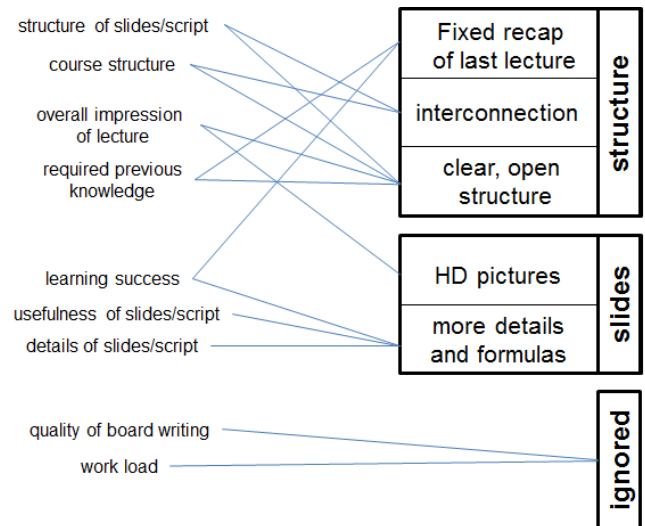 structure of slides/script
course structure
overall impression
of lecture
required previous
knowledge
learning success
usefulness of slides/script
details of slides/script
quality of board writing
work load
Fixed recap
of last lecture
interconnection
clear, open
structure
structure
HD pictures
more details
and formulas
slides
ignored